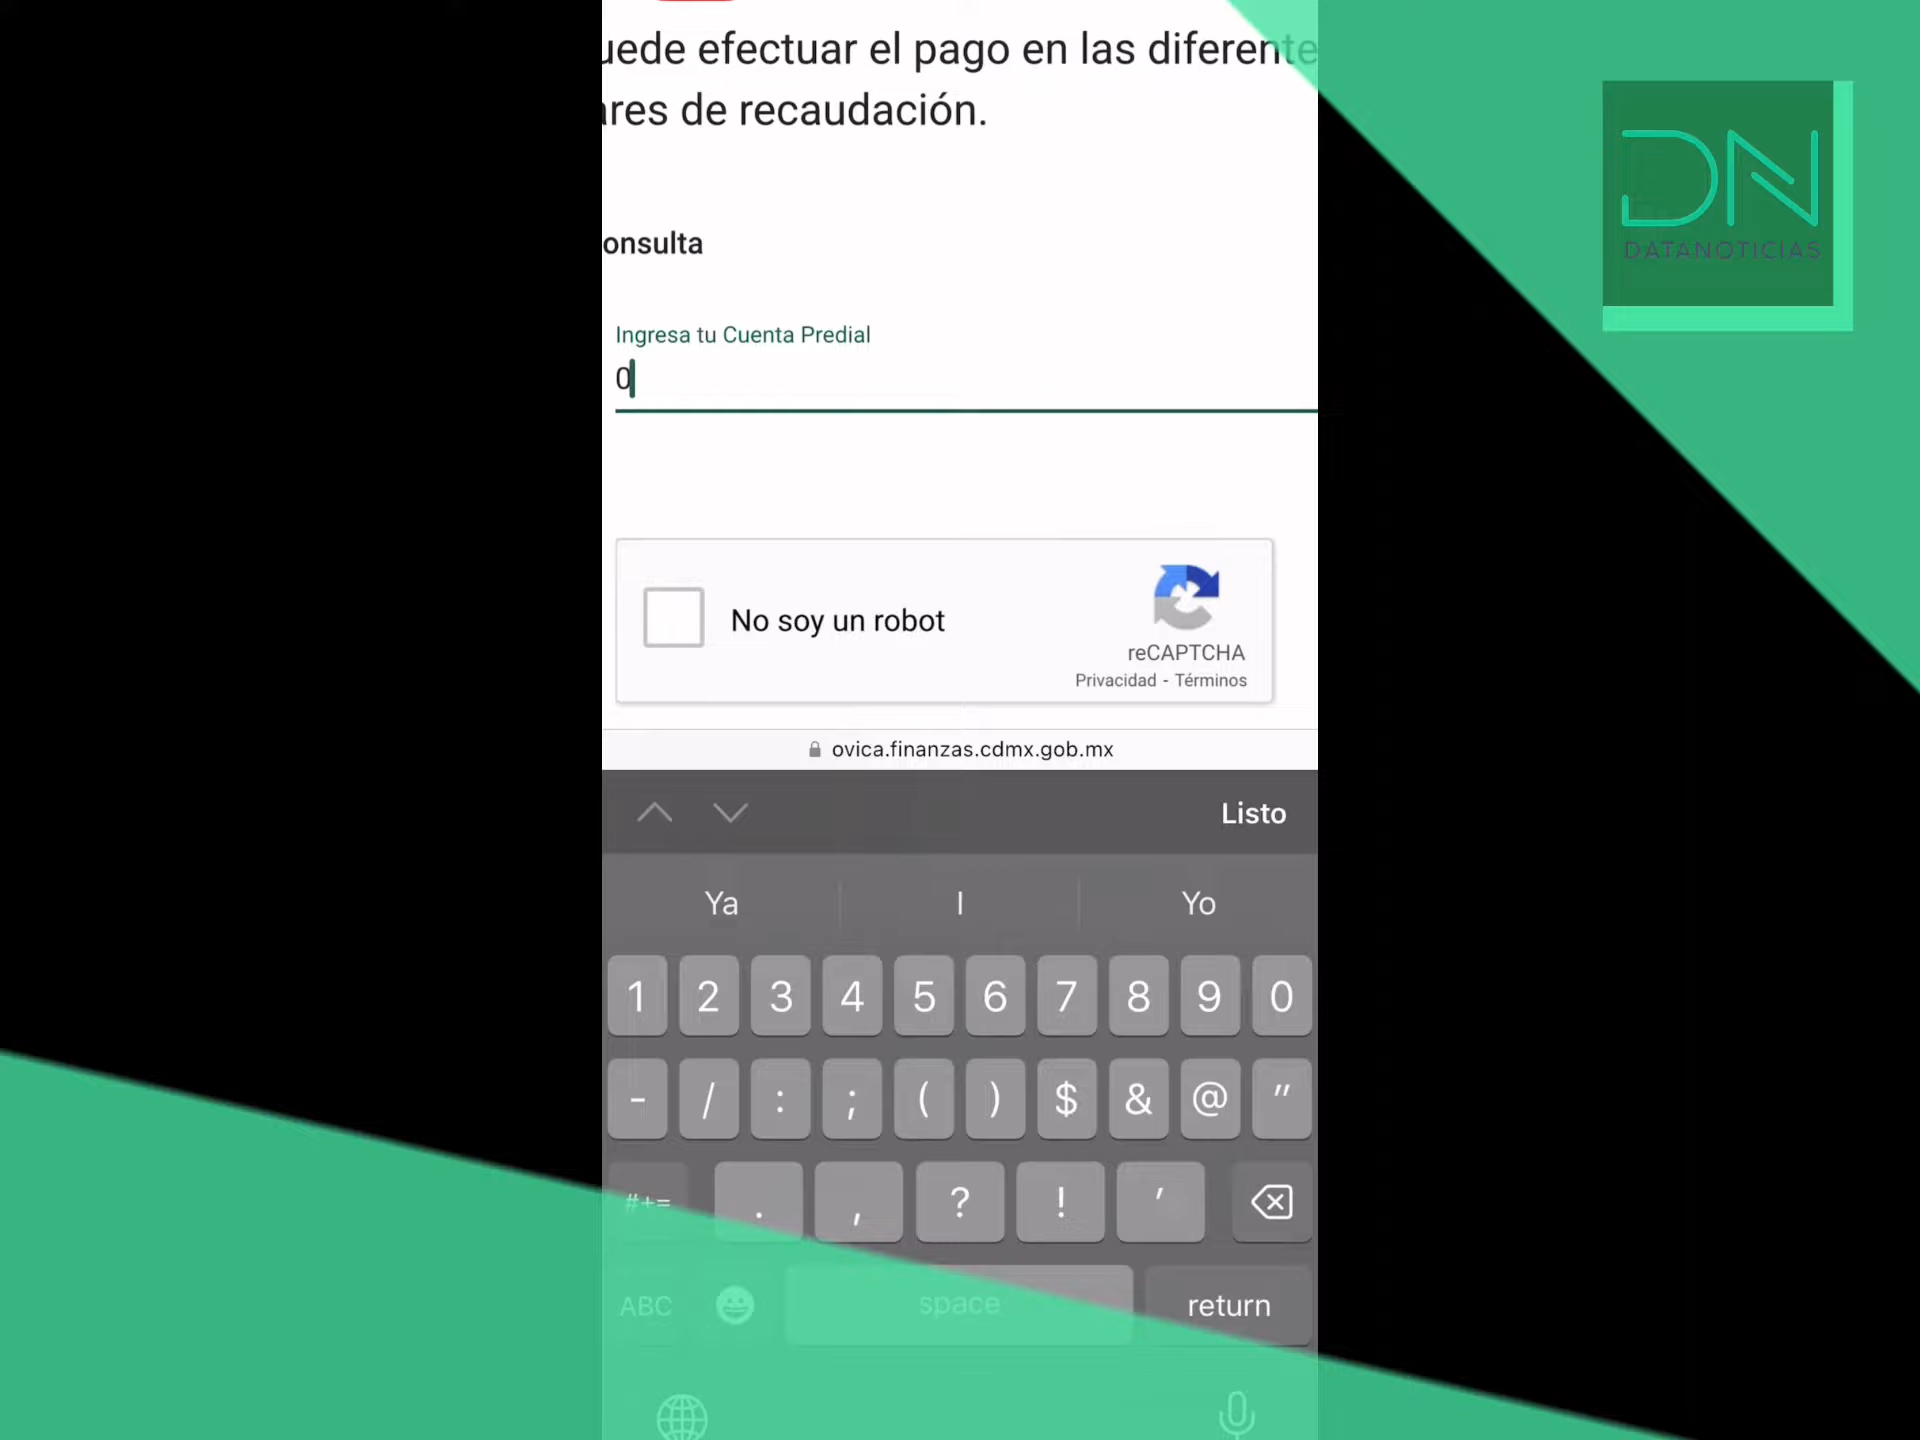 uede efectuar el pago en las diferente
ares de recaudación.
onsulta
Ingresa tu Cuenta Predial
0
No soy un robot
reCAPTCHA
Privacidad - Términos
ovica.finanzas.cdmx.gob.mx
Listo
Ya I Yo
1 2 3 4 5 6 7 8 9 0
- / : ; ( ) $ & @ "
#+= . , ? ! '
ABC space return
DN
DATANOTICIAS